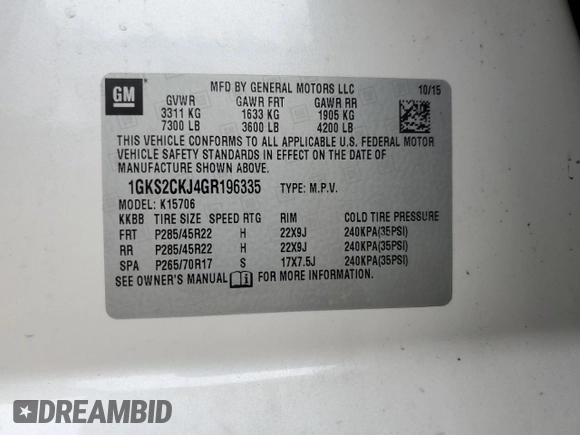 GM
MFD BY GENERAL MOTORS LLC 10/15
GVWR GAWR FRT GAWR RR
3311 KG 1633 KG 1905 KG
7300 LB 3600 LB 4200 LB
THIS VEHICLE CONFORMS TO ALL APPLICABLE U.S. FEDERAL MOTOR
VEHICLE SAFETY STANDARDS IN EFFECT ON THE DATE OF
MANUFACTURE SHOWN ABOVE.
1GKS2CKJ4GR196335 TYPE: M.P.V.
MODEL: K15706
KKBB TIRE SIZE SPEED RTG RIM COLD TIRE PRESSURE
FRT P285/45R22 H 22X9J 240KPA(35PSI)
RR P285/45R22 H 22X9J 240KPA(35PSI)
SPA P265/70R17 S 17X7.5J 240KPA(35PSI)
SEE OWNER'S MANUAL FOR MORE INFORMATION.
DREAMBID